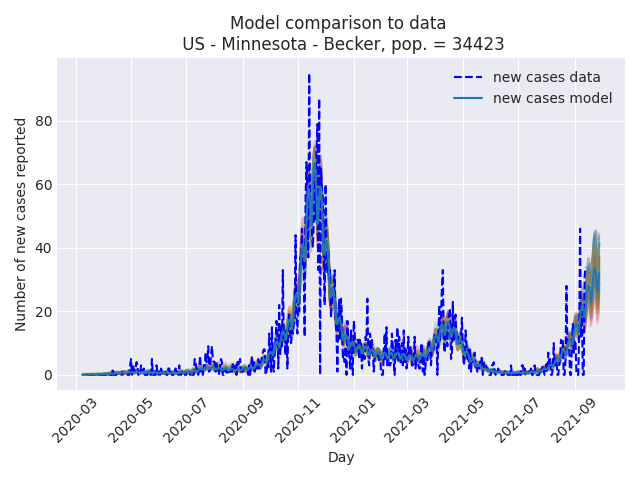 Model comparison to data
US - Minnesota - Becker, pop. = 34423
new cases data
new cases model
Number of new cases reported
80
60
40
20
0
2020-03
2020-05
2020-07
2020-09
2020-11
2021-01
2021-03
2021-05
2021-07
2021-09
Day